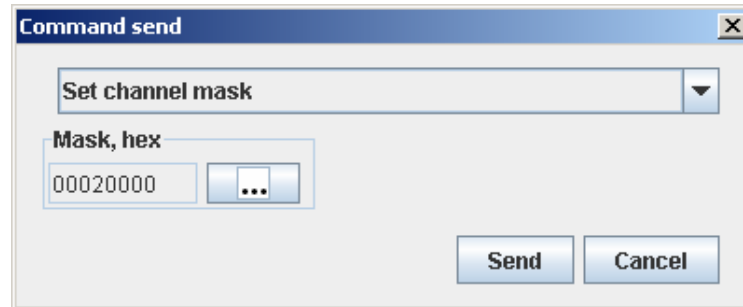 Command send
Set channel mask
Mask, hex
00020000
...
Send
Cancel